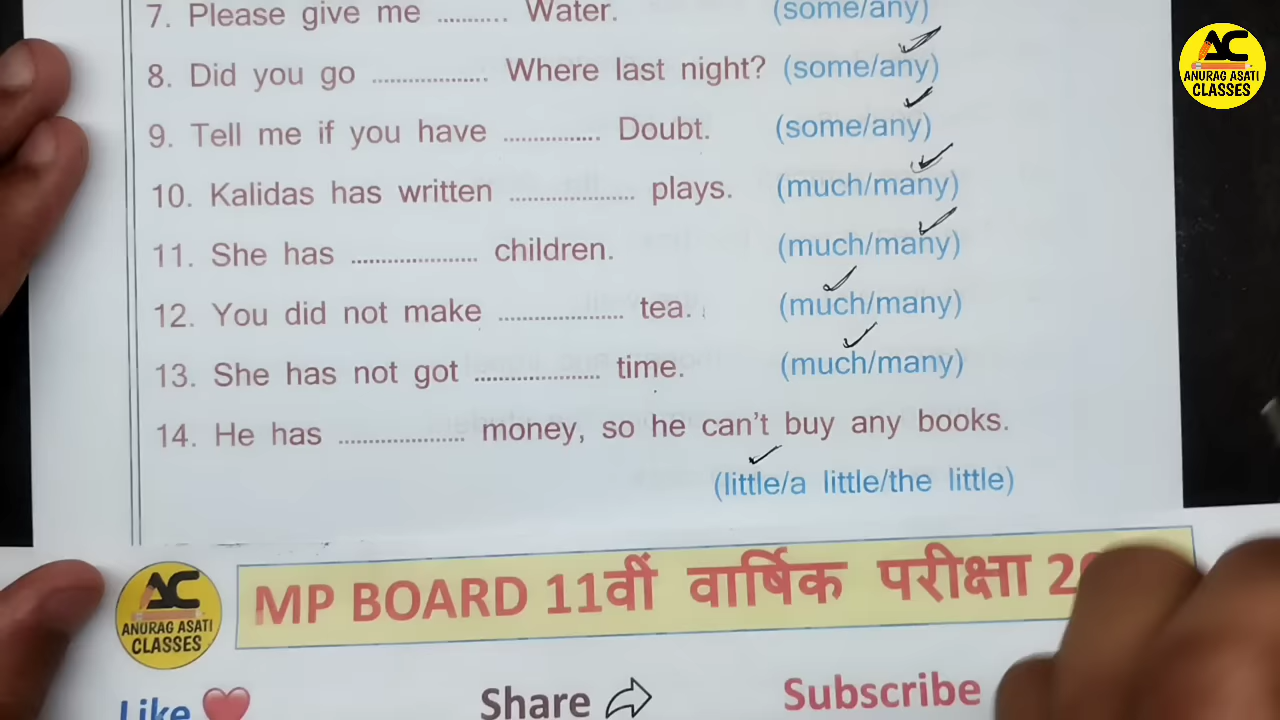 7. Please give me ........... Water. (some/any)
8. Did you go .................. Where last night? (some/any)
9. Tell me if you have ............... Doubt. (some/any)
10. Kalidas has written .................... plays. (much/many)
11. She has .................... children. (much/many)
12. You did not make .................... tea. (much/many)
13. She has not got .................... time. (much/many)
14. He has .................... money, so he can't buy any books.
(little/a little/the little)
AC
ANURAG ASATI
CLASSES
AC
ANURAG ASATI
CLASSES
MP BOARD 11वीं वार्षिक परीक्षा
Like Share Subscribe